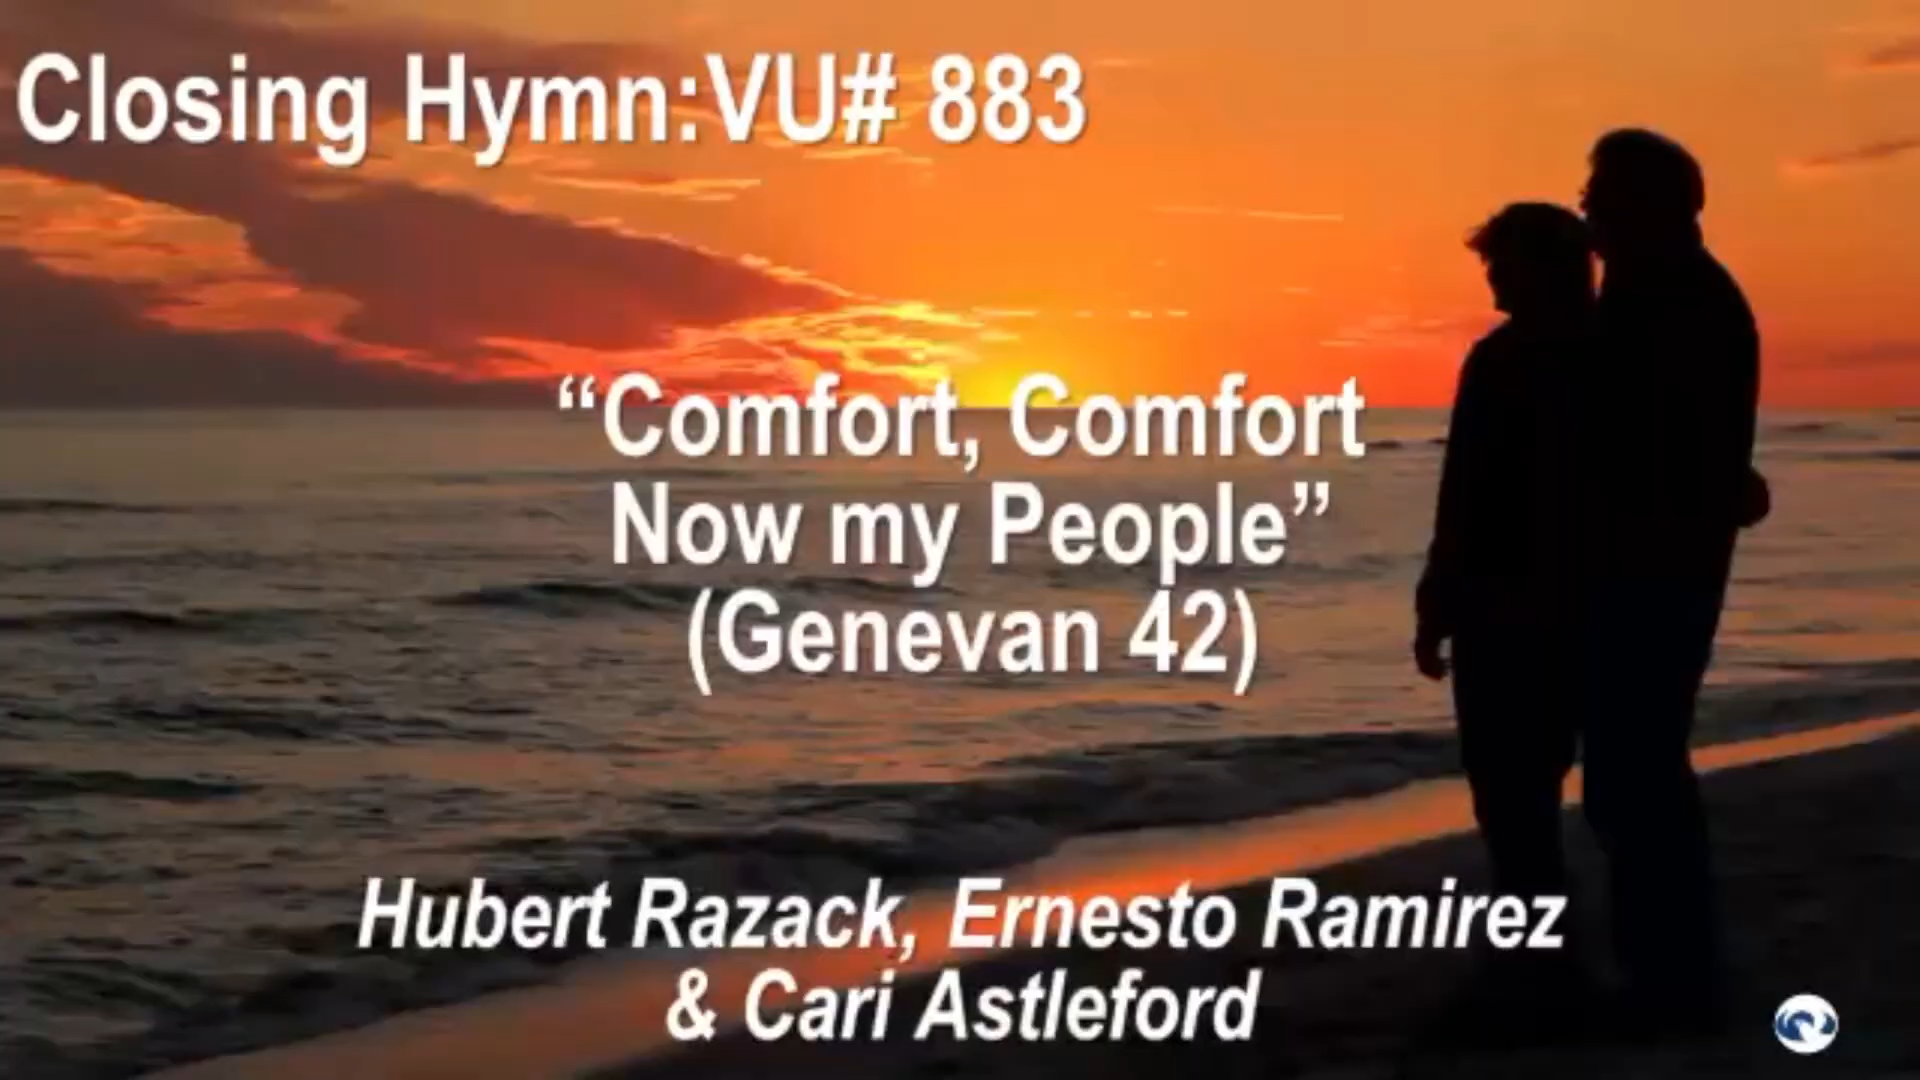 Closing Hymn:VU# 883
“Comfort, Comfort
Now my People”
(Genevan 42)
Hubert Razack, Ernesto Ramirez
& Cari Astleford